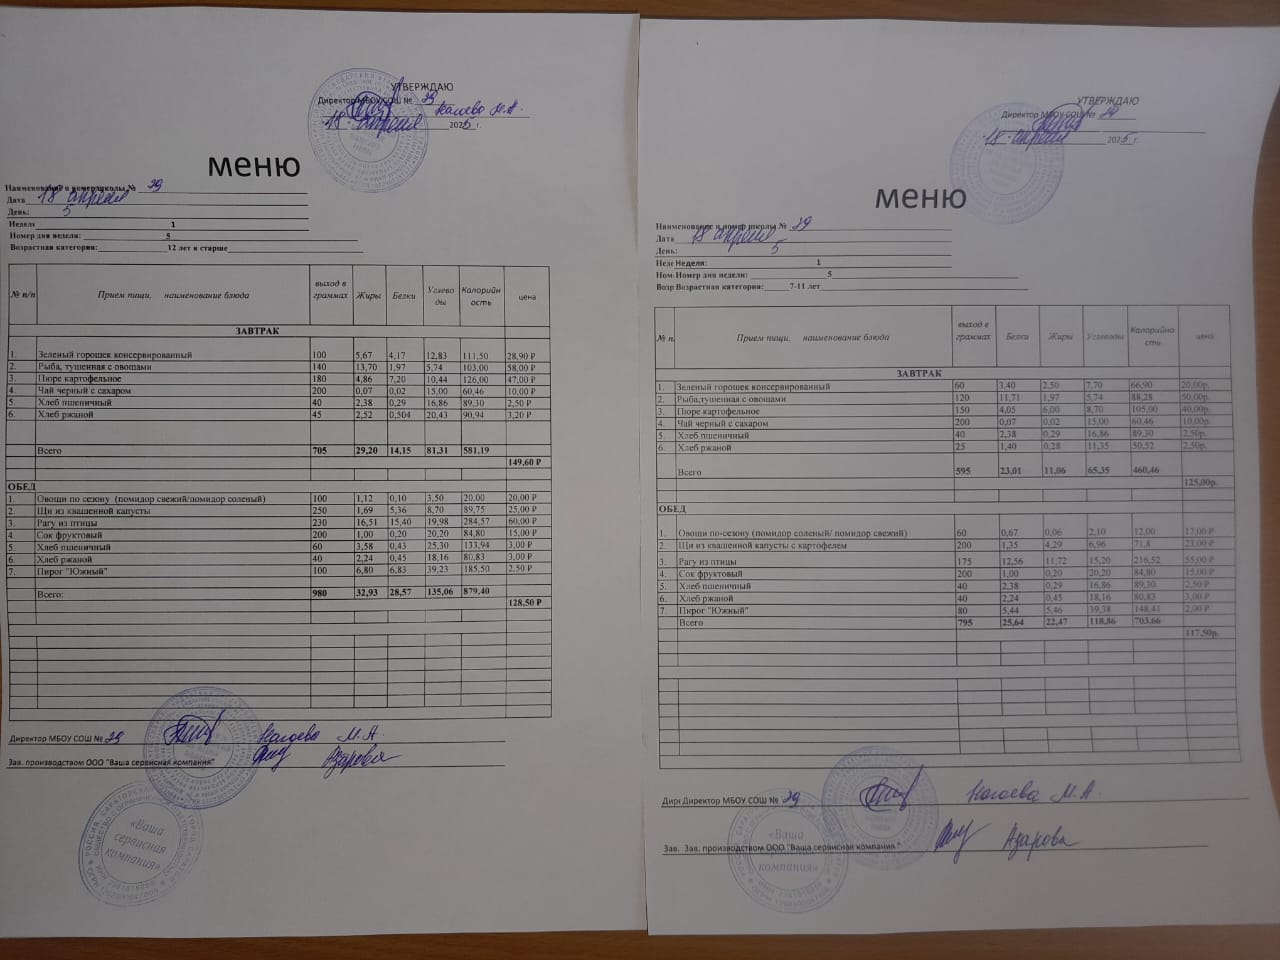 УТВЕРЖДАЮ
Директор МБОУ СОШ № 29
Нагоева М.А.
18 апреля 2025 г.
меню
Наименование и номер школы № 29
Дата 18 апреля
День: 5
Неделя 1
Номер дня недели: 5
Возрастная категория: 12 лет и старше
№ п/п Прием пищи, наименование блюда выход в граммах Жиры Белки Углеводы Калорийность цена
ЗАВТРАК
1. Зеленый горошек консервированный 100 5,67 4,17 12,83 111,50 28,90 ₽
2. Рыба, тушенная с овощами 140 13,70 1,97 5,74 103,00 58,00 ₽
3. Пюре картофельное 180 4,86 7,20 10,44 126,00 47,00 ₽
4. Чай черный с сахаром 200 0,07 0,02 15,00 60,46 10,00 ₽
5. Хлеб пшеничный 40 2,38 0,29 16,86 89,30 2,50 ₽
6. Хлеб ржаной 45 2,52 0,504 20,43 90,94 3,20 ₽
Всего 705 29,20 14,15 81,31 581,19
149,60 ₽
ОБЕД
1. Овощи по сезону (помидор свежий/помидор соленый) 100 1,12 0,10 3,50 20,00 20,00 ₽
2. Щи из квашенной капусты 250 1,69 5,36 8,70 89,75 25,00 ₽
3. Рагу из птицы 230 16,51 15,40 19,98 284,57 60,00 ₽
4. Сок фруктовый 200 1,00 0,20 20,20 84,80 15,00 ₽
5. Хлеб пшеничный 60 3,58 0,43 25,30 133,94 3,00 ₽
6. Хлеб ржаной 40 2,24 0,45 18,16 80,83 3,00 ₽
7. Пирог "Южный" 100 6,80 6,83 39,23 185,50 2,50 ₽
Всего: 980 32,93 28,57 135,06 879,40
128,50 ₽
Директор МБОУ СОШ № 29 Нагоева М.А.
Зав. производством ООО "Ваша сервисная компания" Азарова
«Ваша
сервисная
компания»
УТВЕРЖДАЮ
Директор МБОУ СОШ № 29
18 апреля 2025 г.
меню
Наименование и номер школы № 29
Дата 18 апреля
День: 5
Неле Неделя: 1
Ном Номер дня недели: 5
Возр Возрастная категория: 7-11 лет
№ п/ Прием пищи, наименование блюда выход в граммах Белки Жиры Углеводы Калорийность цена
ЗАВТРАК
1. Зеленый горошек консервированный 60 3,40 2,50 7,70 66,90 20,00р.
2. Рыба,тушенная с овощами 120 11,71 1,97 5,74 88,28 50,00р.
3. Пюре картофельное 150 4,05 6,00 8,70 105,00 40,00р.
4. Чай черный с сахаром 200 0,07 0,02 15,00 60,46 10,00р.
5. Хлеб пшеничный 40 2,38 0,29 16,86 89,30 2,50р.
6. Хлеб ржаной 25 1,40 0,28 11,35 50,52 2,50р.
Всего 595 23,01 11,06 65,35 460,46
125,00р.
ОБЕД
1. Овощи по-сезону (помидор соленый/ помидор свежий) 60 0,67 0,06 2,10 12,00 17,00 ₽
2. Щи из квашенной капусты с картофелем 200 1,35 4,29 6,96 71,8 23,00 ₽
3. Рагу из птицы 175 12,56 11,72 15,20 216,52 55,00 ₽
4. Сок фруктовый 200 1,00 0,20 20,20 84,80 15,00 ₽
5. Хлеб пшеничный 40 2,38 0,29 16,86 89,30 2,50 ₽
6. Хлеб ржаной 40 2,24 0,45 18,16 80,83 3,00 ₽
7. Пирог "Южный" 80 5,44 5,46 39,38 148,41 2,00 ₽
Всего 795 25,64 22,47 118,86 703,66
117,50р.
Дир Директор МБОУ СОШ № 29 Нагоева М.А.
Зав. Зав. производством ООО "Ваша сервисная компания" Азарова
«Ваша
компания»